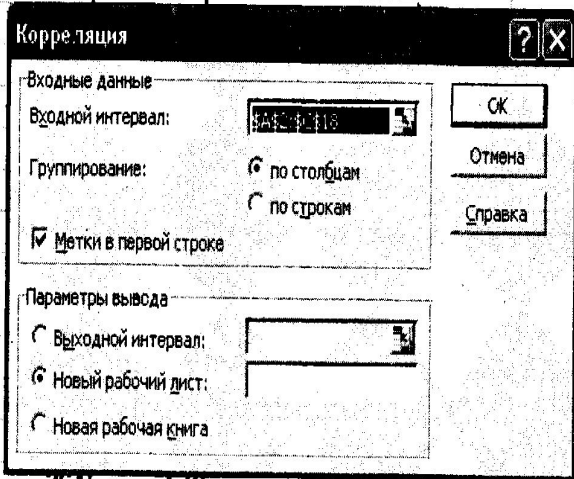 Корреляция
Входные данные
Входной интервал:
ОК
Группирование:
по столбцам
Отмена
по строкам
Справка
Метки в первой строке
Параметры вывода
Выходной интервал:
Новый рабочий лист:
Новая рабочая книга